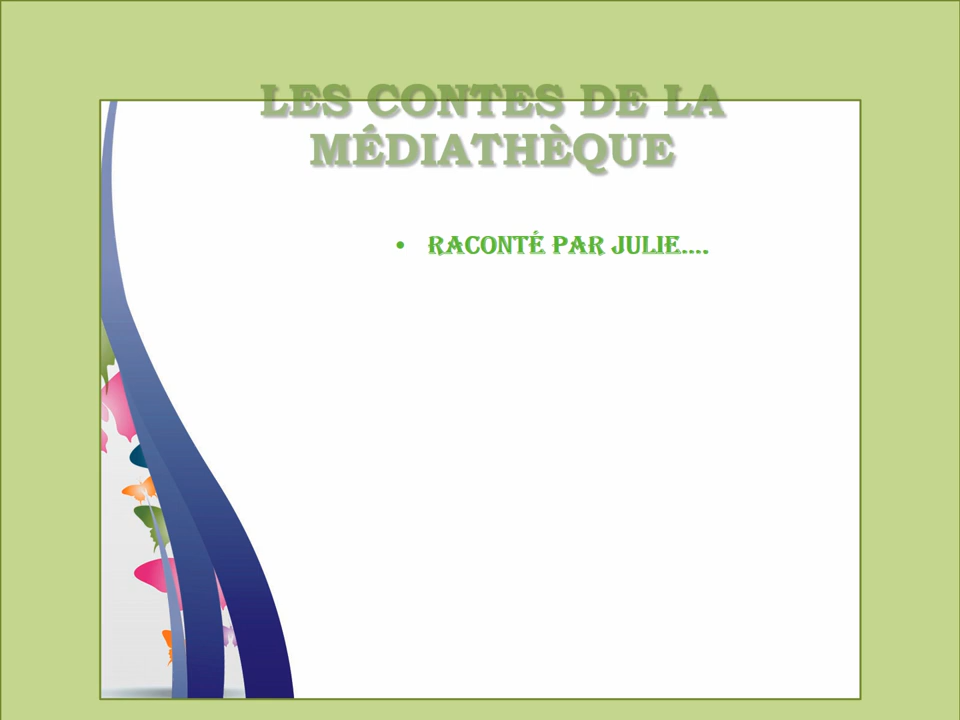 LES CONTES DE LA
MÉDIATHÈQUE
• RACONTÉ PAR JULIE....